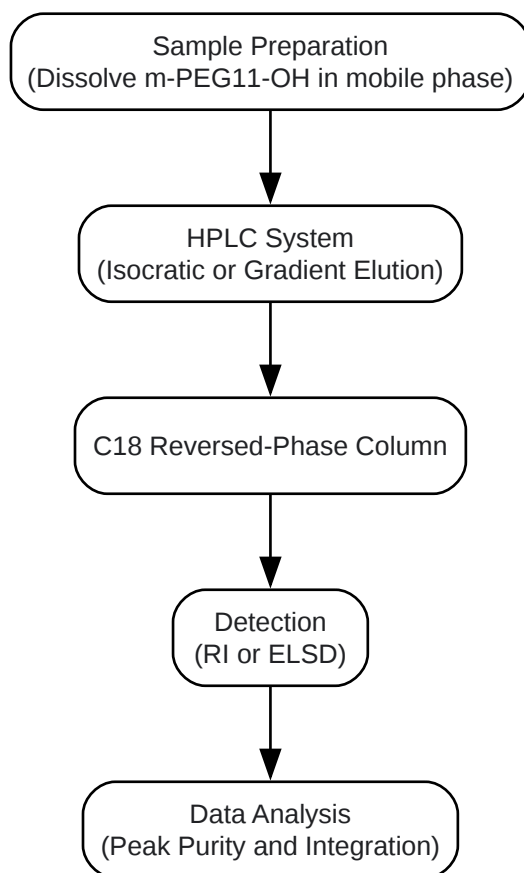 Sample Preparation
(Dissolve m-PEG11-OH in mobile phase)
HPLC System
(Isocratic or Gradient Elution)
C18 Reversed-Phase Column
Detection
(RI or ELSD)
Data Analysis
(Peak Purity and Integration)